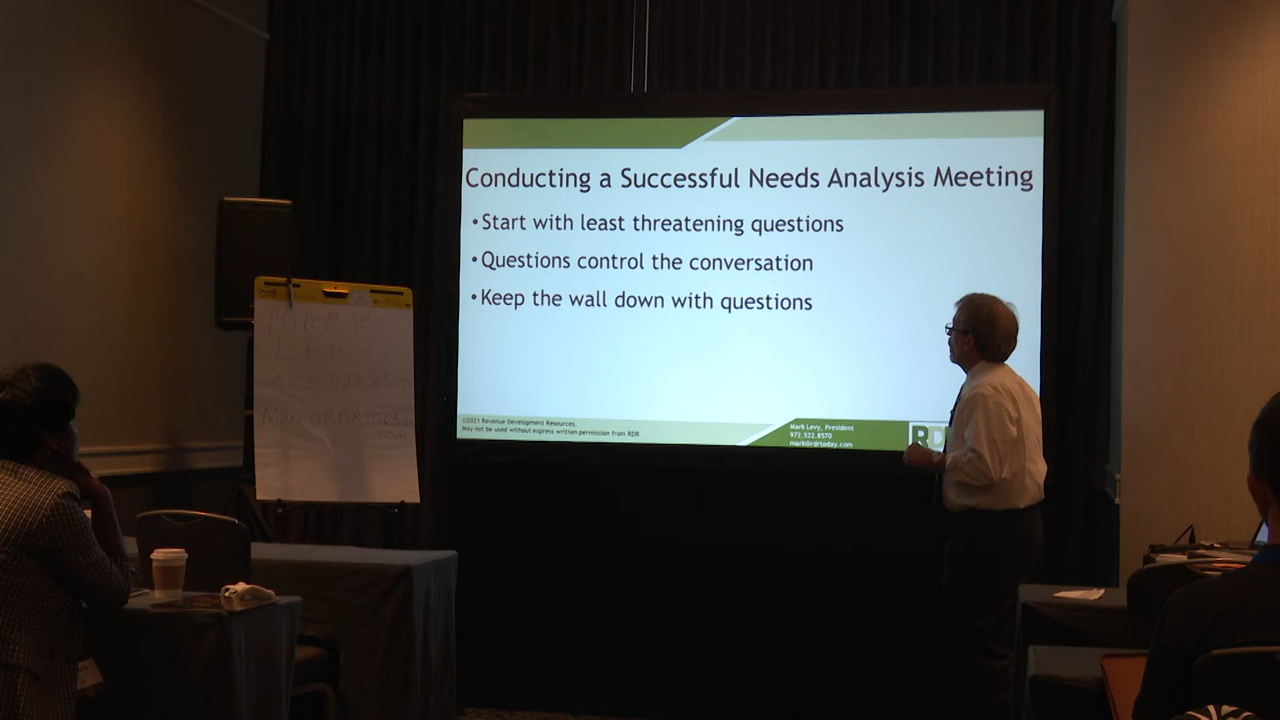 Conducting a Successful Needs Analysis Meeting
•Start with least threatening questions
•Questions control the conversation
•Keep the wall down with questions
©2021 Revenue Development Resources.
May not be used without express written permission from RDR
Mark Levy, President
972.522.8570
mark@rdrtoday.com
RD
MARK